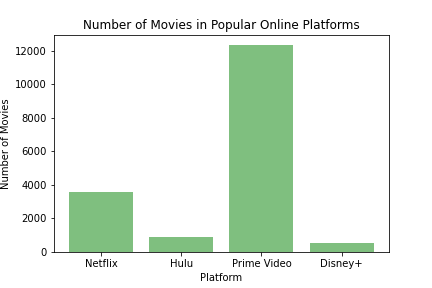 Number of Movies in Popular Online Platforms
12000
10000
8000
6000
4000
2000
0
Number of Movies
Netflix
Hulu
Prime Video
Disney+
Platform